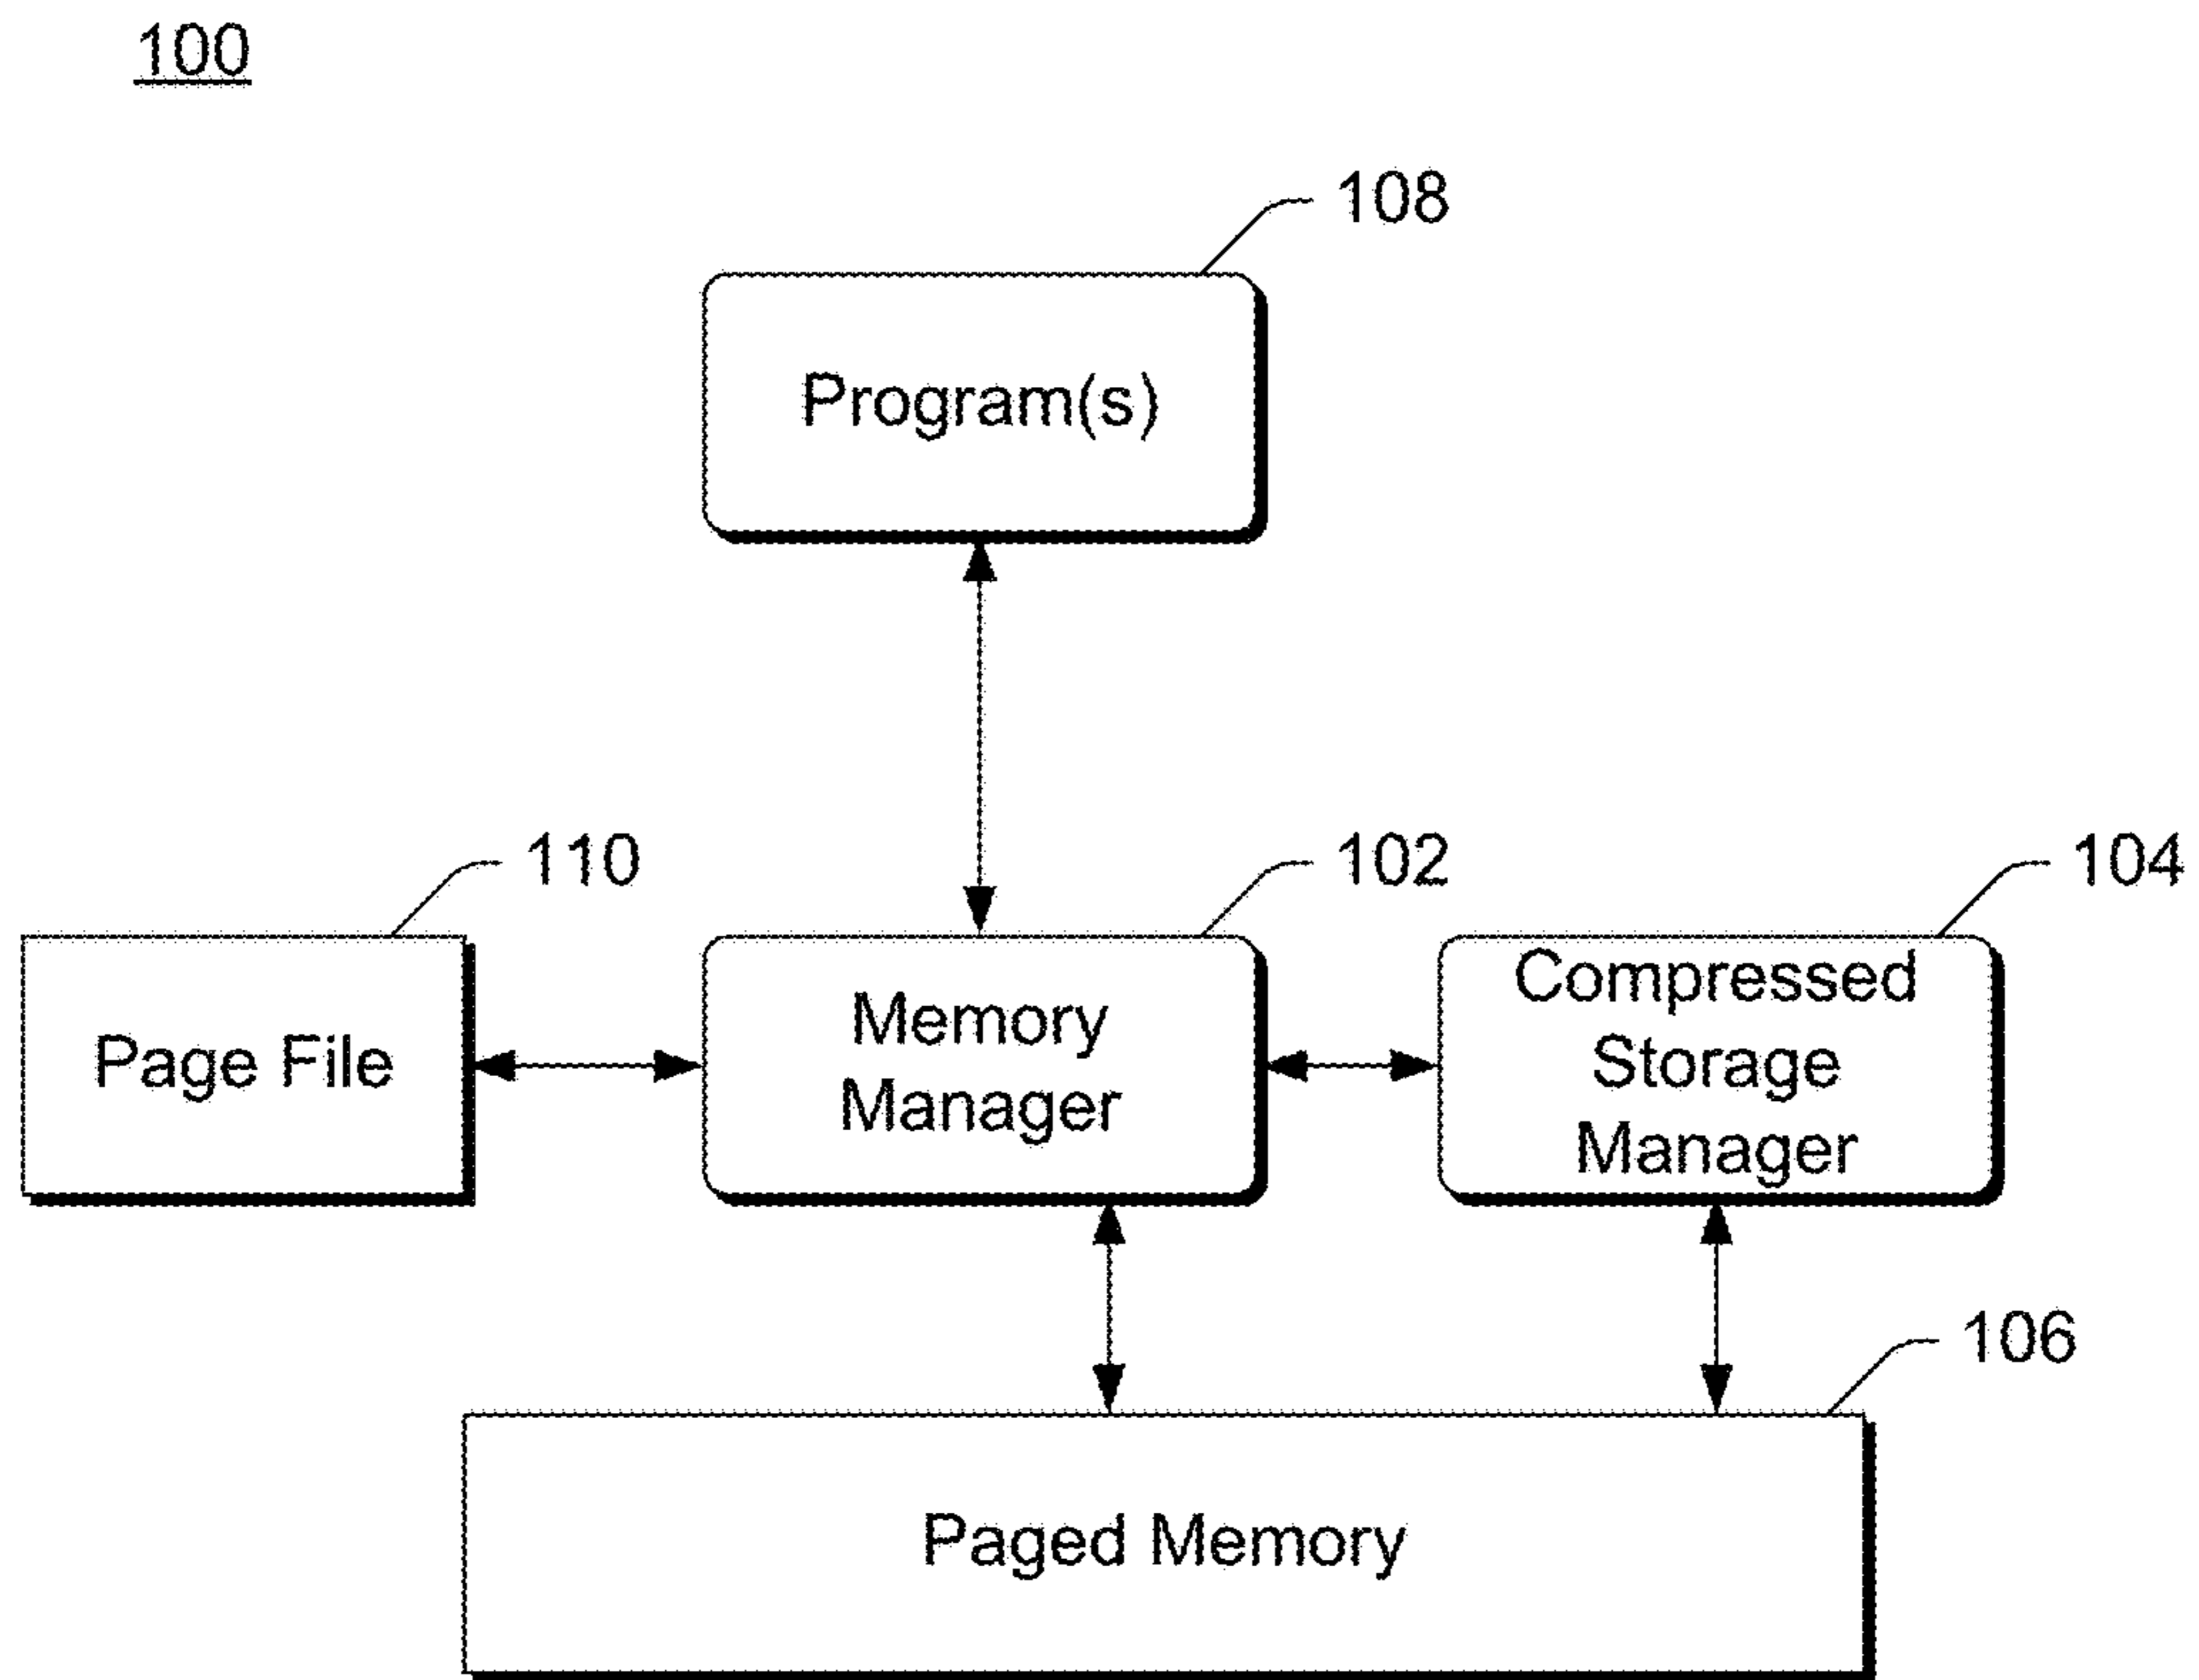 100
108
Program(s)
110
102
104
Page File
Memory
Manager
Compressed
Storage
Manager
106
Paged Memory